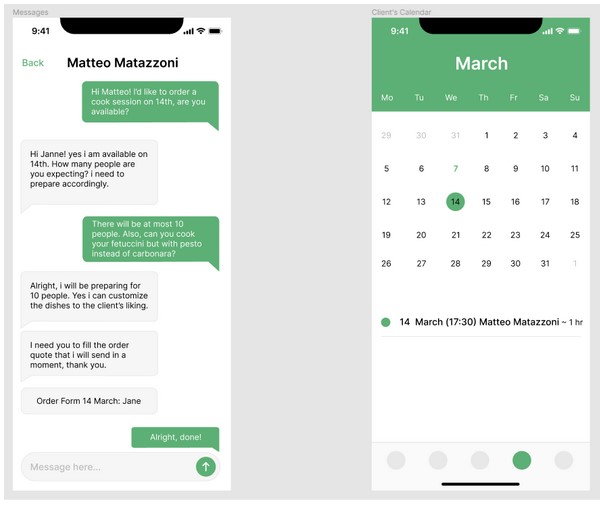 Messages
9:41
Back
Matteo Matazzoni
Hi Matteo! I'd like to order a
cook session on 14th, are you
available?
Hi Janne! yes i am available on
14th. How many people are
you expecting? i need to
prepare accordingly.
There will be at most 10
people. Also, can you cook
your fetuccini but with pesto
instead of carbonara?
Alright, i will be preparing for
10 people. Yes i can customize
the dishes to the client's liking.
I need you to fill the order
quote that i will send in a
moment, thank you.
Order Form 14 March: Jane
Alright, done!
Message here...
Client's Calendar
9:41
March
Mo Tu We Th Fr Sa Su
29 30 31 1 2 3 4
5 6 7 8 9 10 11
12 13 14 15 16 17 18
19 20 21 22 23 24 25
26 27 28 29 30 31 1
14 March (17:30) Matteo Matazzoni ~ 1 hr